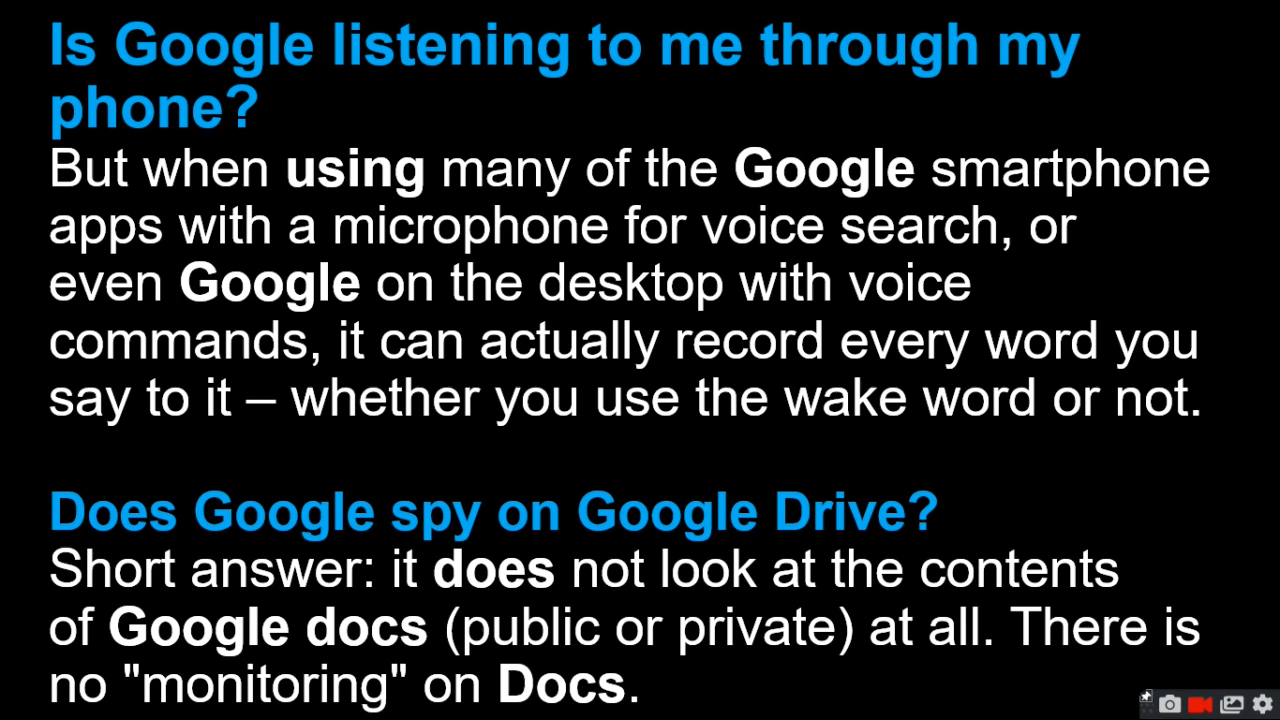 Is Google listening to me through my
phone?
But when using many of the Google smartphone
apps with a microphone for voice search, or
even Google on the desktop with voice
commands, it can actually record every word you
say to it – whether you use the wake word or not.
Does Google spy on Google Drive?
Short answer: it does not look at the contents
of Google docs (public or private) at all. There is
no "monitoring" on Docs.